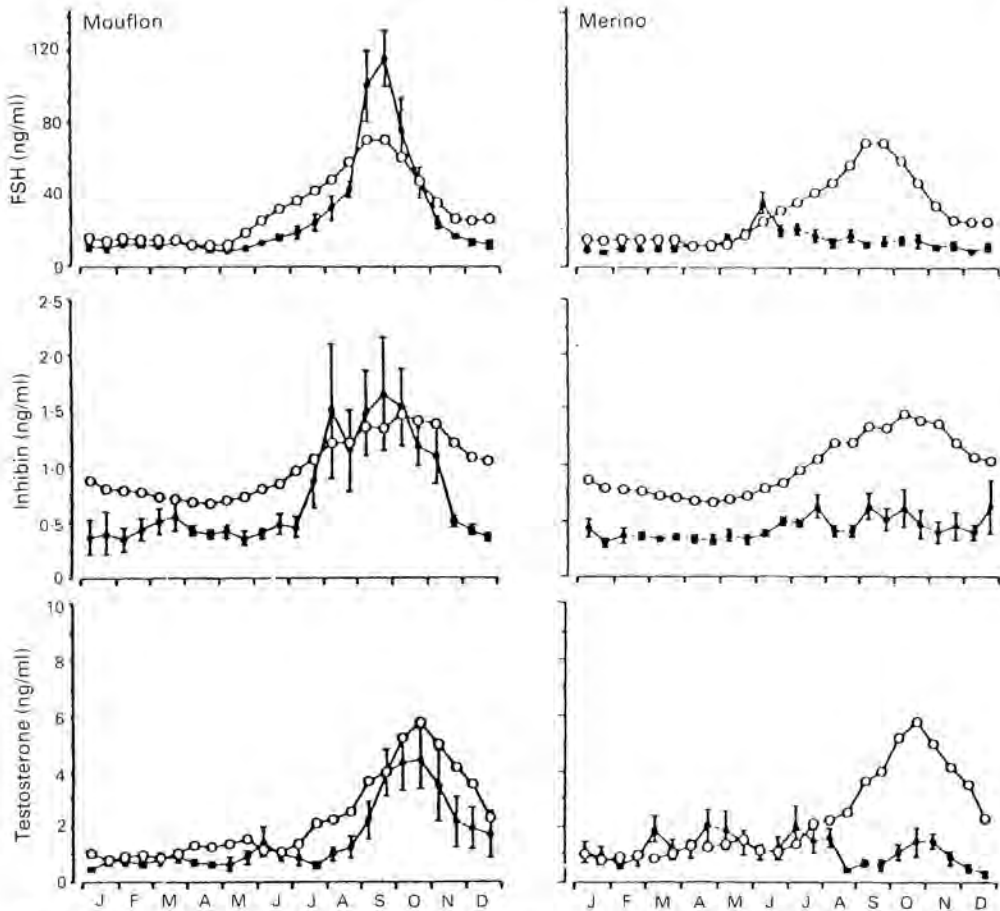 Mouflon
Merino
FSH (ng/ml)
120
80
40
0
Inhibin (ng/ml)
2·5
2·0
1·5
1·0
0·5
0
Testosterone (ng/ml)
10
8
6
4
2
0
J F M A M J J A S O N D
J F M A M J J A S O N D